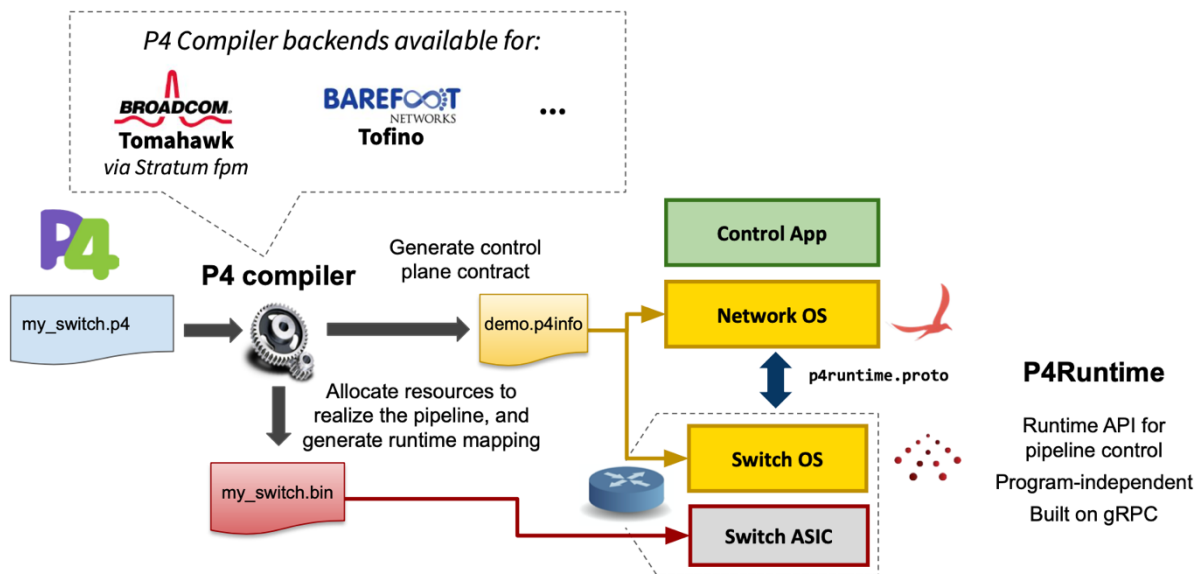 P4 Compiler backends available for:
BROADCOM.
Tomahawk
via Stratum fpm
BAREFOOT
NETWORKS
Tofino
...
P4
P4 compiler
my_switch.p4
Generate control
plane contract
demo.p4info
Allocate resources to
realize the pipeline, and
generate runtime mapping
my_switch.bin
Control App
Network OS
p4runtime.proto
Switch OS
Switch ASIC
P4Runtime
Runtime API for
pipeline control
Program-independent
Built on gRPC